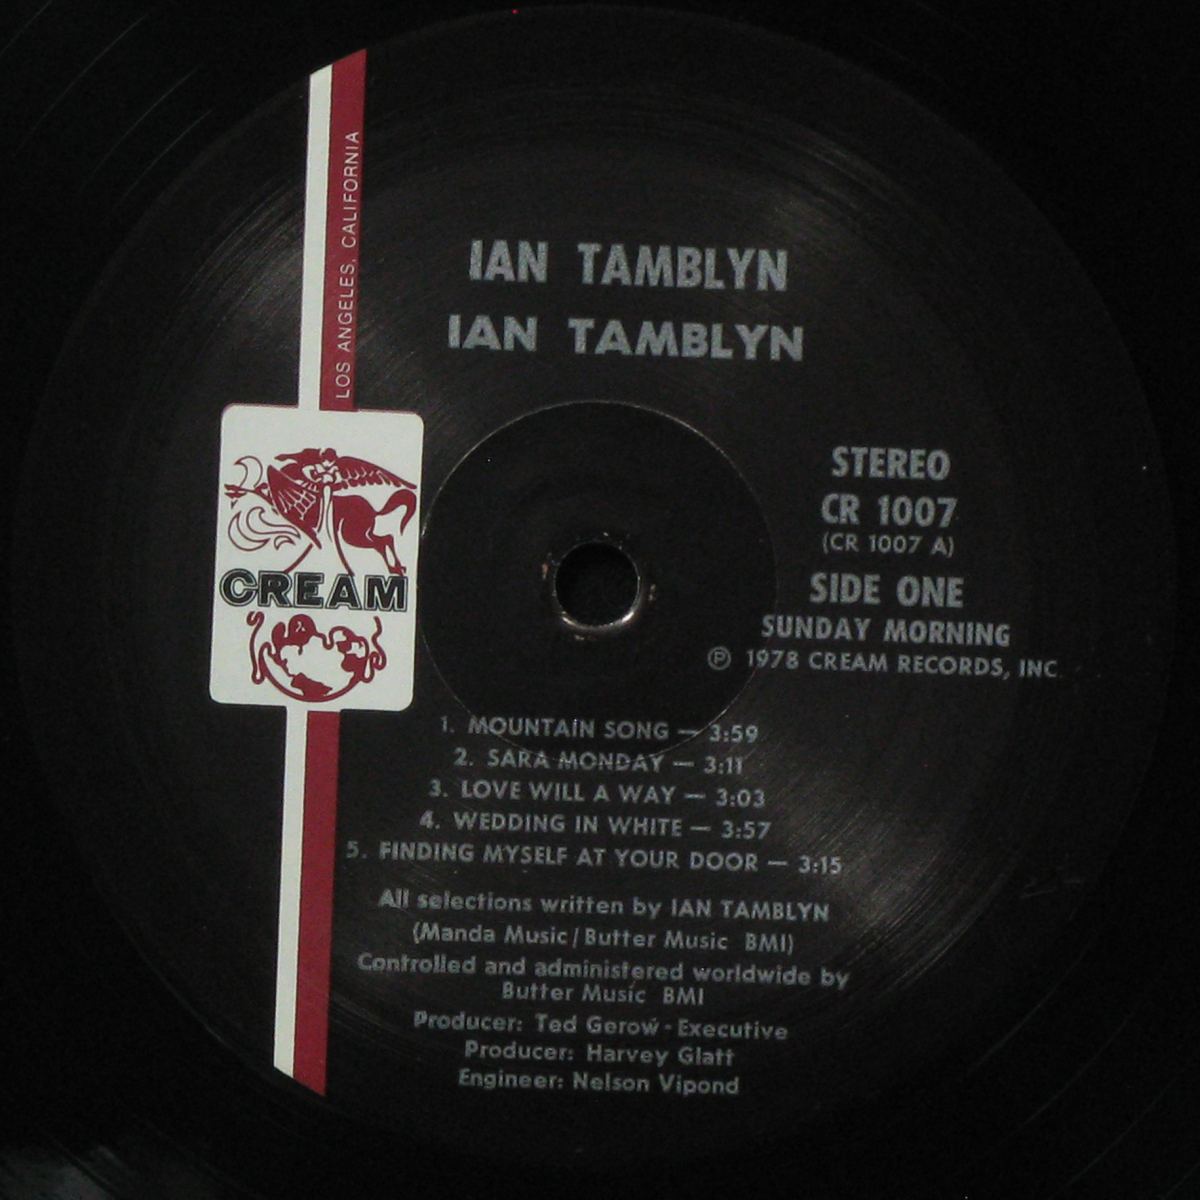 LOS ANGELES, CALIFORNIA
IAN TAMBLYN
IAN TAMBLYN
CREAM
STEREO
CR 1007
(CR 1007 A)
SIDE ONE
SUNDAY MORNING
℗ 1978 CREAM RECORDS, INC
1. MOUNTAIN SONG — 3:59
2. SARA MONDAY — 3:11
3. LOVE WILL A WAY — 3:03
4. WEDDING IN WHITE — 3:57
5. FINDING MYSELF AT YOUR DOOR — 3:15
All selections written by IAN TAMBLYN
(Manda Music/Butter Music BMI)
Controlled and administered worldwide by
Butter Music BMI
Producer: Ted Gerow - Executive
Producer: Harvey Glatt
Engineer: Nelson Vipond